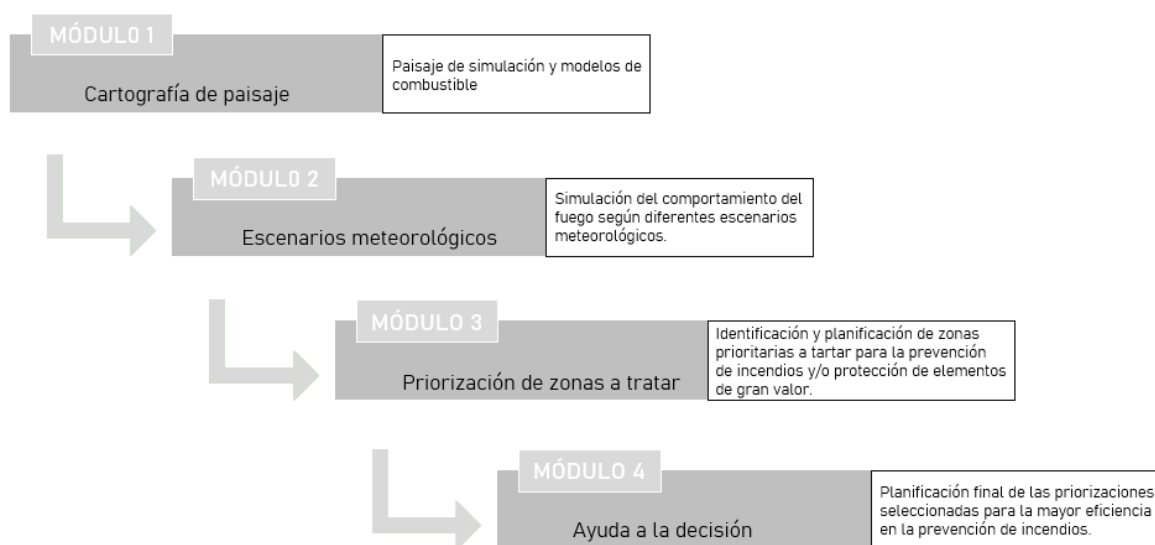 MÓDULO 1
Cartografía de paisaje
Paisaje de simulación y modelos de
combustible
MÓDULO 2
Escenarios meteorológicos
Simulación del comportamiento del
fuego según diferentes escenarios
meteorológicos.
MÓDULO 3
Priorización de zonas a tratar
Identificación y planificación de zonas
prioritarias a tartar para la prevención
de incendios y/o protección de elementos
de gran valor.
MÓDULO 4
Ayuda a la decisión
Planificación final de las priorizaciones
seleccionadas para la mayor eficiencia
en la prevención de incendios.